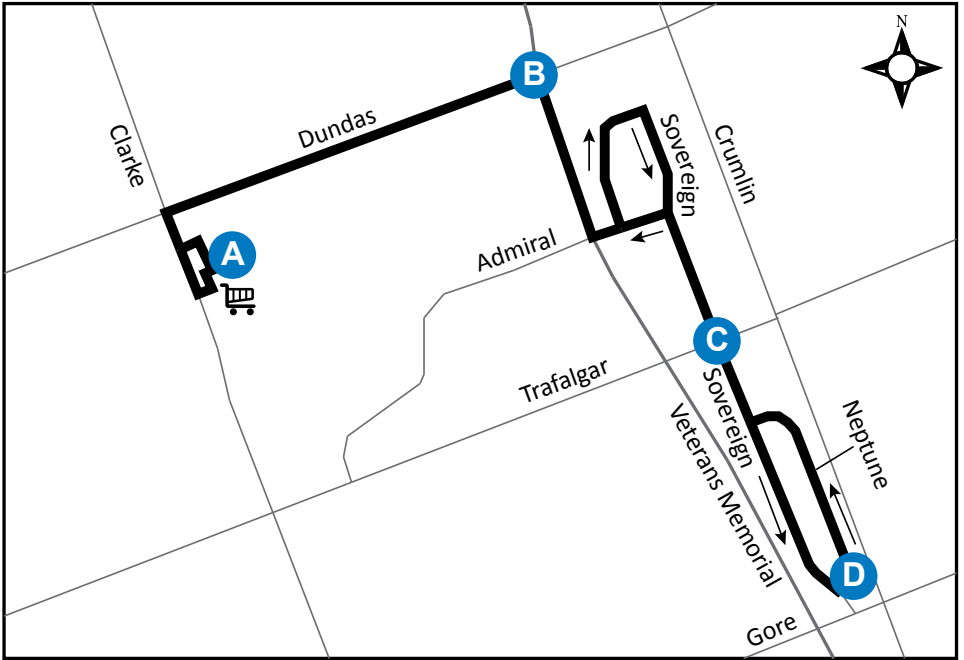 N
B
Dundas
Sovereign
Clarke
Crumlin
A
Admiral
C
Trafalgar
Sovereign
Neptune
Veterans Memorial
D
Gore